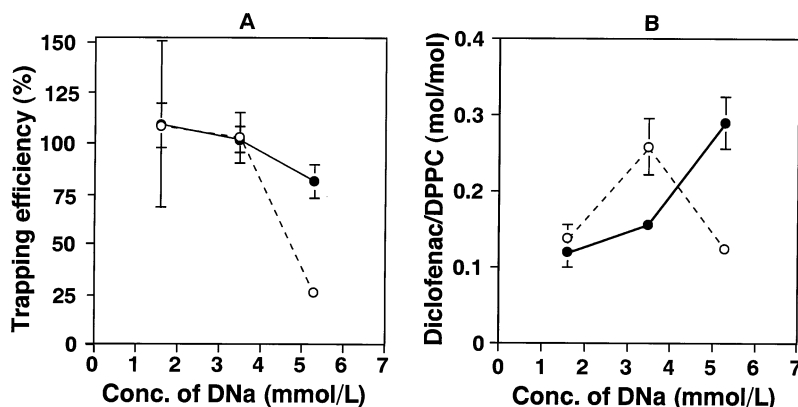 A
Trapping efficiency (%)
150
125
100
75
50
25
0
0 1 2 3 4 5 6 7
Conc. of DNa (mmol/L)
B
Diclofenac/DPPC (mol/mol)
0.4
0.3
0.2
0.1
0
0 1 2 3 4 5 6 7
Conc. of DNa (mmol/L)